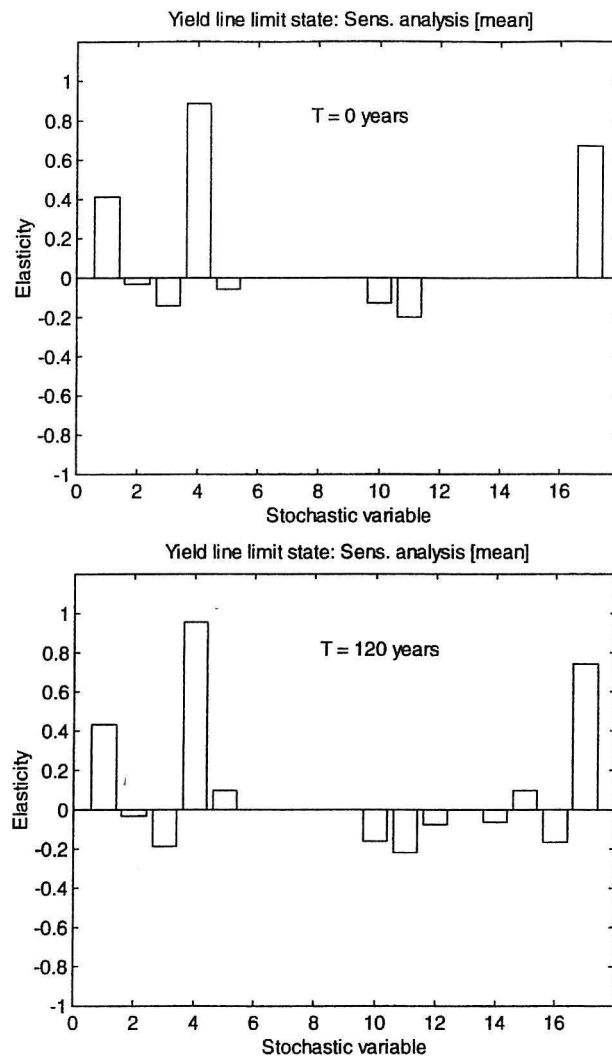 Yield line limit state: Sens. analysis [mean]
1
0.8
0.6
0.4
0.2
0
-0.2
-0.4
-0.6
-0.8
-1
Elasticity
T = 0 years
0 2 4 6 8 10 12 14 16
Stochastic variable
Yield line limit state: Sens. analysis [mean]
1
0.8
0.6
0.4
0.2
0
-0.2
-0.4
-0.6
-0.8
-1
Elasticity
T = 120 years
0 2 4 6 8 10 12 14 16
Stochastic variable